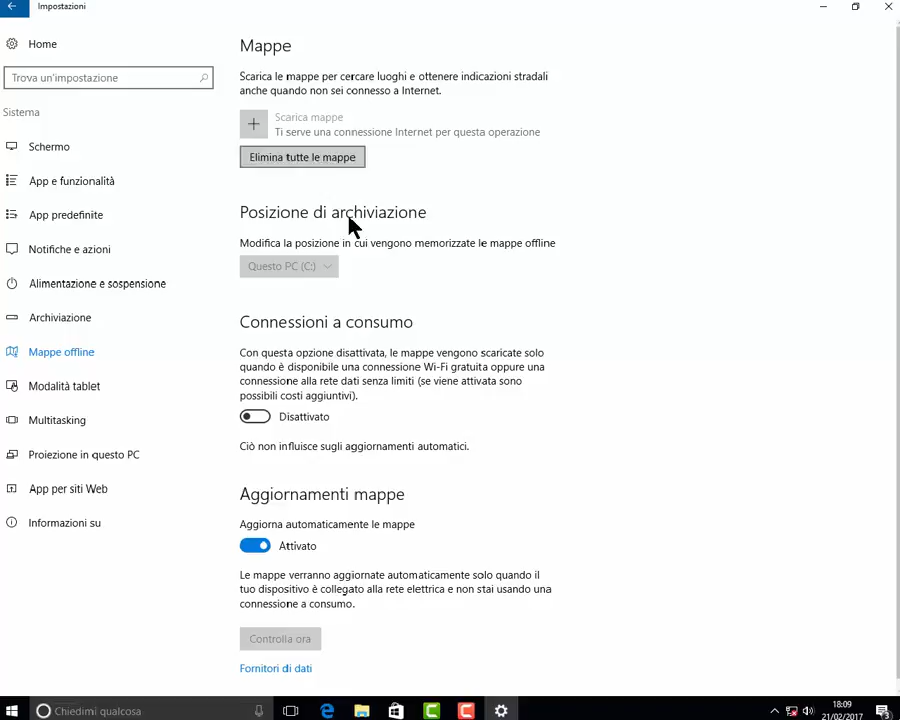 Impostazioni
Home
Trova un'impostazione
Sistema
Schermo
App e funzionalità
App predefinite
Notifiche e azioni
Alimentazione e sospensione
Archiviazione
Mappe offline
Modalità tablet
Multitasking
Proiezione in questo PC
App per siti Web
Informazioni su
Mappe
Scarica le mappe per cercare luoghi e ottenere indicazioni stradali
anche quando non sei connesso a Internet.
Scarica mappe
Ti serve una connessione Internet per questa operazione
Elimina tutte le mappe
Posizione di archiviazione
Modifica la posizione in cui vengono memorizzate le mappe offline
Questo PC (C:)
Connessioni a consumo
Con questa opzione disattivata, le mappe vengono scaricate solo
quando è disponibile una connessione Wi-Fi gratuita oppure una
connessione alla rete dati senza limiti (se viene attivata sono
possibili costi aggiuntivi).
Disattivato
Ciò non influisce sugli aggiornamenti automatici.
Aggiornamenti mappe
Aggiorna automaticamente le mappe
Attivato
Le mappe verranno aggiornate automaticamente solo quando il
tuo dispositivo è collegato alla rete elettrica e non stai usando una
connessione a consumo.
Controlla ora
Fornitori di dati
Chiedimi qualcosa
18:09
21/02/2017
3